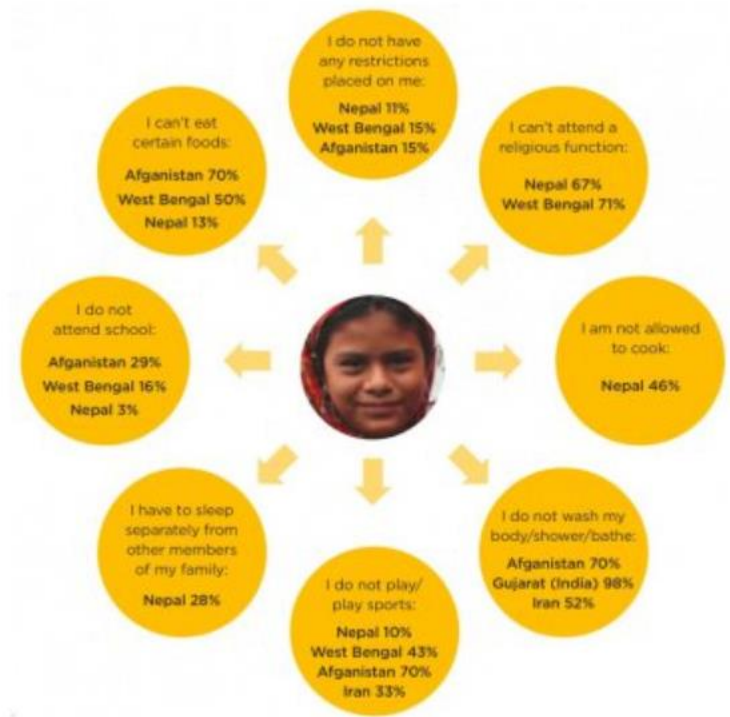 I do not have
any restrictions
placed on me:
Nepal 11%
West Bengal 15%
Afganistan 15%
I can't attend a
religious function:
Nepal 67%
West Bengal 71%
I am not allowed
to cook:
Nepal 46%
I do not wash my
body/shower/bathe:
Afganistan 70%
Gujarat (India) 98%
Iran 52%
I do not play/
play sports:
Nepal 10%
West Bengal 43%
Afganistan 70%
Iran 33%
I have to sleep
separately from
other members
of my family:
Nepal 28%
I do not
attend school:
Afganistan 29%
West Bengal 16%
Nepal 3%
I can't eat
certain foods:
Afganistan 70%
West Bengal 50%
Nepal 13%